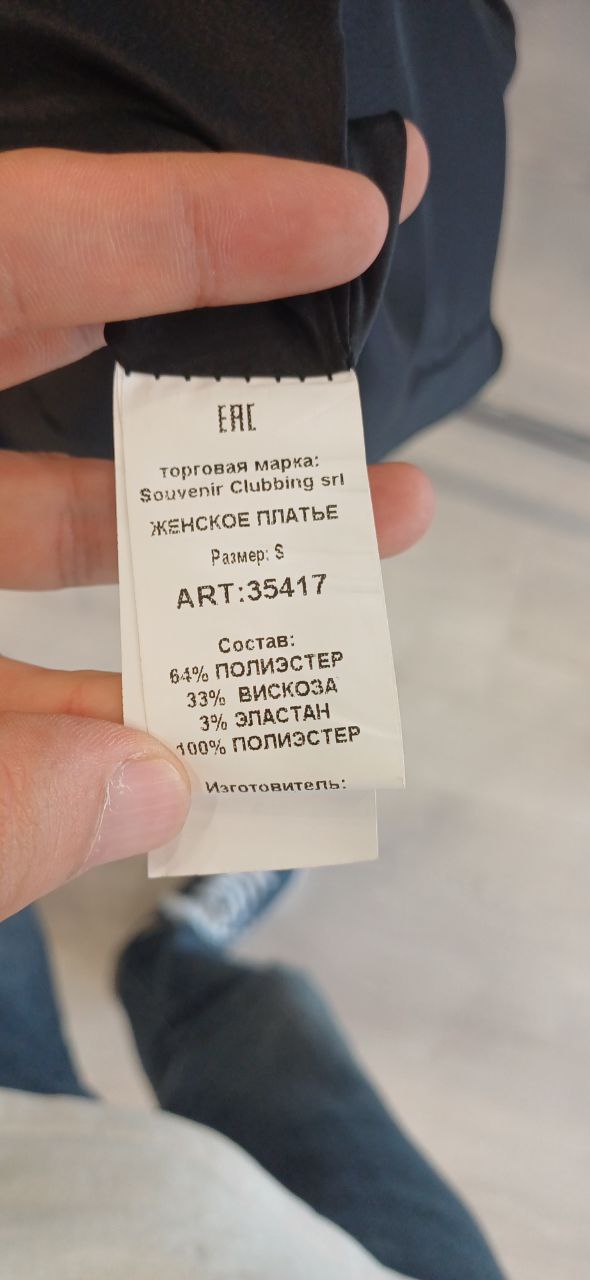 EAC
торговая марка:
Souvenir Clubbing srl
ЖЕНСКОЕ ПЛАТЬЕ
Размер: S
ART:35417
Состав:
64% ПОЛИЭСТЕР
33% ВИСКОЗА
3% ЭЛАСТАН
100% ПОЛИЭСТЕР
Изготовитель: